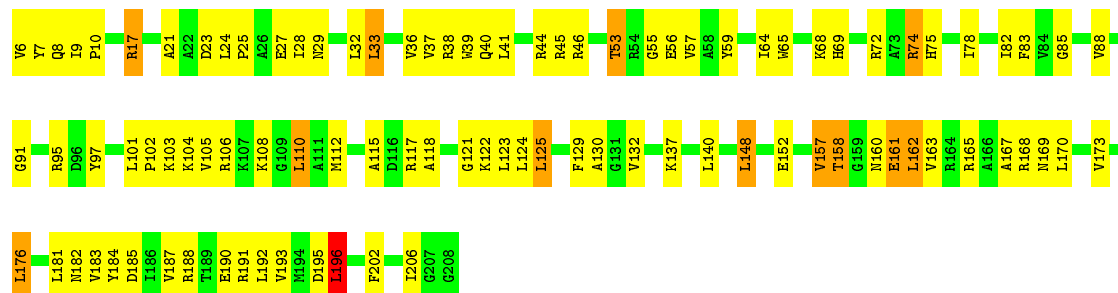 V6 Y7 Q8 I9 P10 R17 A21 A22 D23 L24 P25 A26 E27 I28 N29 L32 L33 V36 V37 R38 W39 Q40 L41 R44 R45 R46 T53 R54 G55 E56 V57 A58 Y59 I64 W65 K68 H69 R72 A73 R74 H75 I78 I82 F83 V84 G85 V88
G91 R95 D96 Y97 L101 P102 K103 K104 V105 R106 K107 K108 G109 L110 A111 M112 A115 D116 R117 A118 G121 K122 L123 L124 L125 F129 A130 G131 V132 K137 L140 L148 E152 V157 T158 G159 N160 E161 L162 V163 R164 R165 A166 A167 R168 N169 L170 V173
L176 L181 N182 V183 Y184 D185 I186 V187 R188 T189 E190 R191 L192 V193 M194 D195 L196 F202 I206 G207 G208